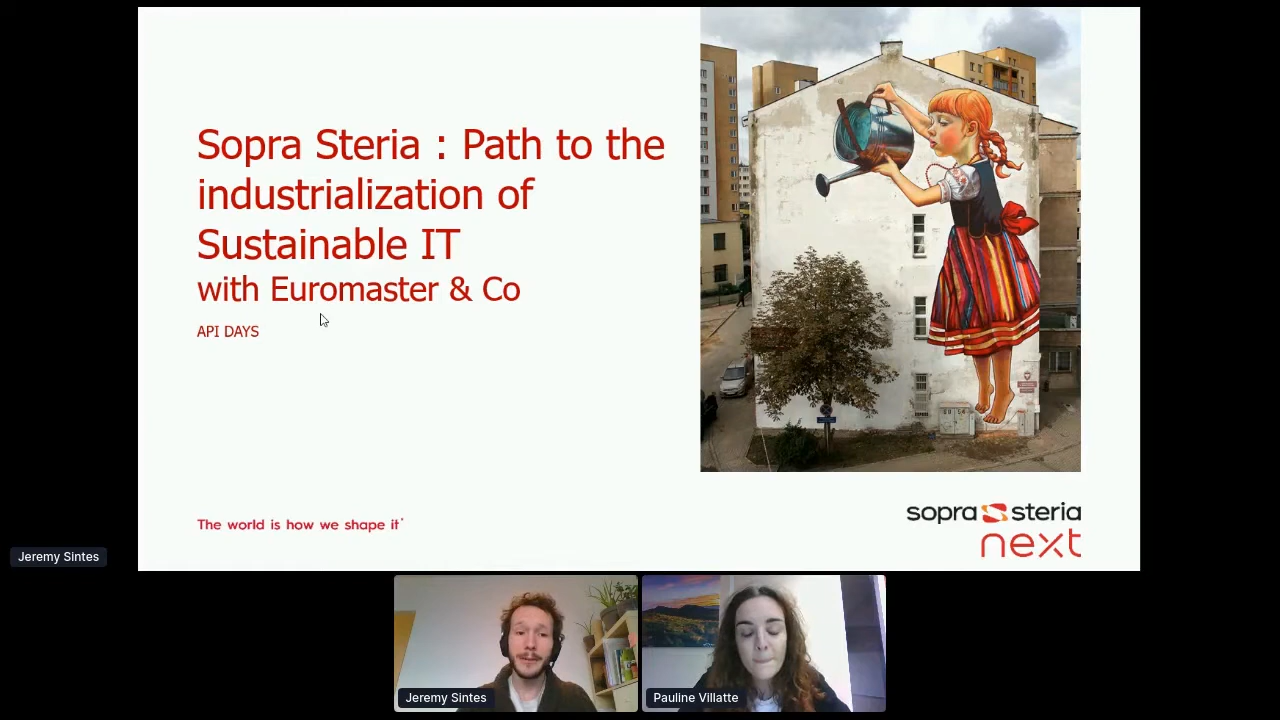 Sopra Steria : Path to the
industrialization of
Sustainable IT
with Euromaster & Co
API DAYS
The world is how we shape it*
sopra steria
next
Jeremy Sintes
Jeremy Sintes
Pauline Villatte